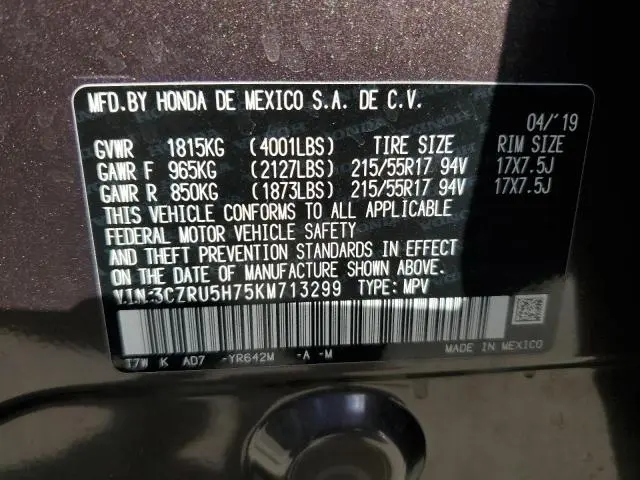 MFD.BY HONDA DE MEXICO S.A. DE C.V.
04/'19
GVWR 1815KG (4001LBS) TIRE SIZE RIM SIZE
GAWR F 965KG (2127LBS) 215/55R17 94V 17X7.5J
GAWR R 850KG (1873LBS) 215/55R17 94V 17X7.5J
THIS VEHICLE CONFORMS TO ALL APPLICABLE
FEDERAL MOTOR VEHICLE SAFETY
AND THEFT PREVENTION STANDARDS IN EFFECT
ON THE DATE OF MANUFACTURE SHOWN ABOVE.
V.I.N.:3CZRU5H75KM713299 TYPE: MPV
T7W K AD7 -YR642M -A -M
MADE IN MEXICO